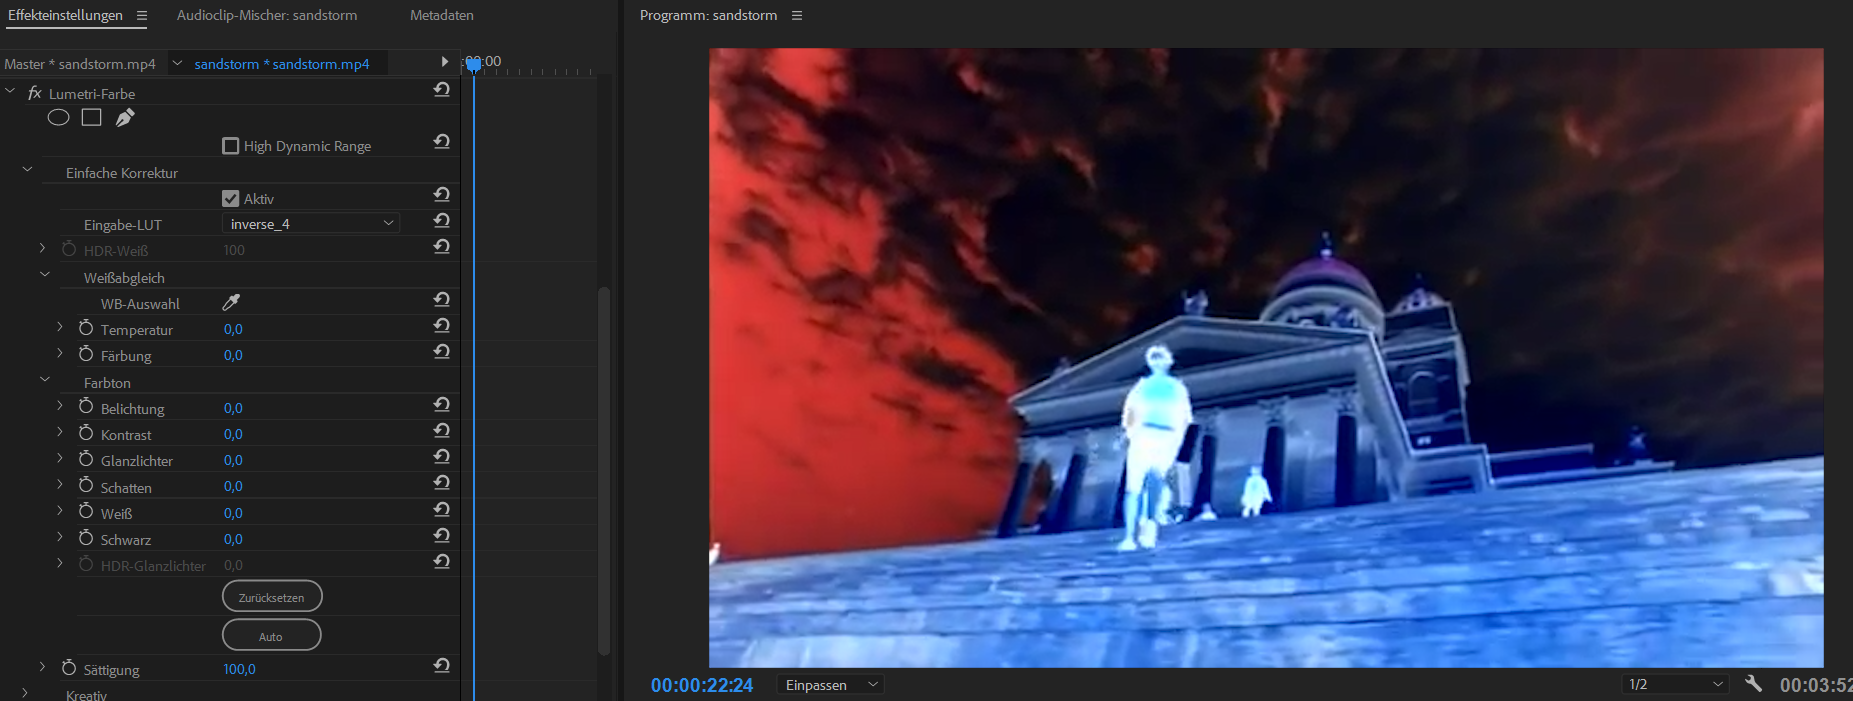 Effekteinstellungen
Audioclip-Mischer: sandstorm
Metadaten
Master * sandstorm.mp4
sandstorm * sandstorm.mp4
:00:00
fx Lumetri-Farbe
High Dynamic Range
Einfache Korrektur
Aktiv
Eingabe-LUT inverse_4
HDR-Weiß 100
Weißabgleich
WB-Auswahl
Temperatur 0,0
Färbung 0,0
Farbton
Belichtung 0,0
Kontrast 0,0
Glanzlichter 0,0
Schatten 0,0
Weiß 0,0
Schwarz 0,0
HDR-Glanzlichter 0,0
Zurücksetzen
Auto
Sättigung 100,0
Kreativ
Programm: sandstorm
00:00:22:24 Einpassen 1/2 00:03:52